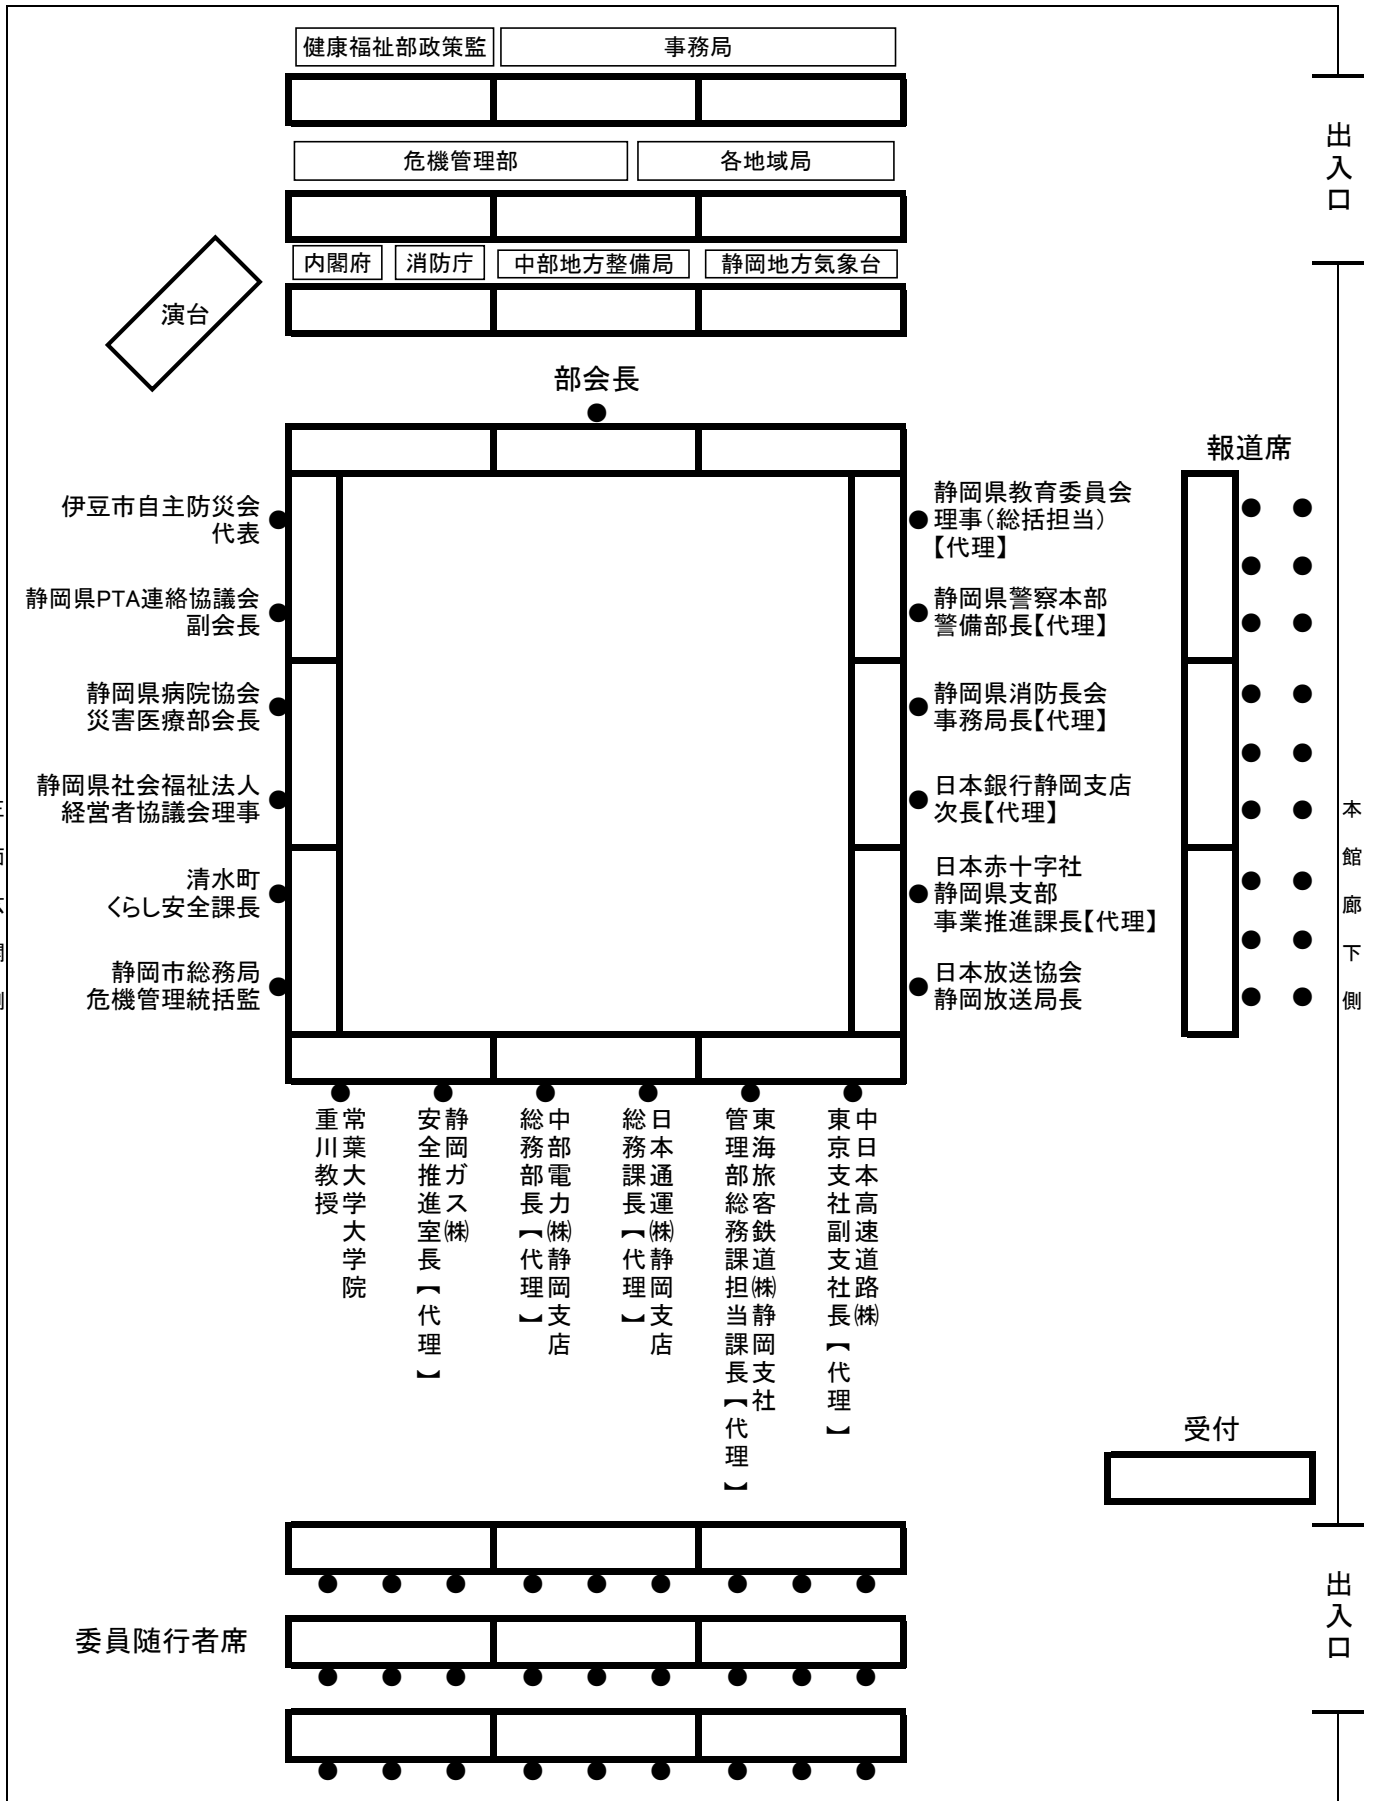 健康福祉部政策監
事務局
出入口
危機管理部
各地域局
内閣府
消防庁
中部地方整備局
静岡地方気象台
演台
部会長
報道席
伊豆市自主防災会
代表
静岡県PTA連絡協議会
副会長
静岡県病院協会
災害医療部会長
静岡県社会福祉法人
経営者協議会理事
清水町
くらし安全課長
静岡市総務局
危機管理統括監
静岡県教育委員会
理事（総括担当）
【代理】
静岡県警察本部
警備部長【代理】
静岡県消防長会
事務局長【代理】
日本銀行静岡支店
次長【代理】
日本赤十字社
静岡県支部
事業推進課長【代理】
日本放送協会
静岡放送局長
本館廊下側
常葉大学大学院
重川教授
静岡ガス㈱
安全推進室長【代理】
中部電力㈱静岡支店
総務部長【代理】
日本通運㈱静岡支店
総務課長【代理】
東海旅客鉄道㈱静岡支社
管理部総務課担当課長【代理】
中日本高速道路㈱
東京支社副支社長【代理】
受付
委員随行者席
出入口